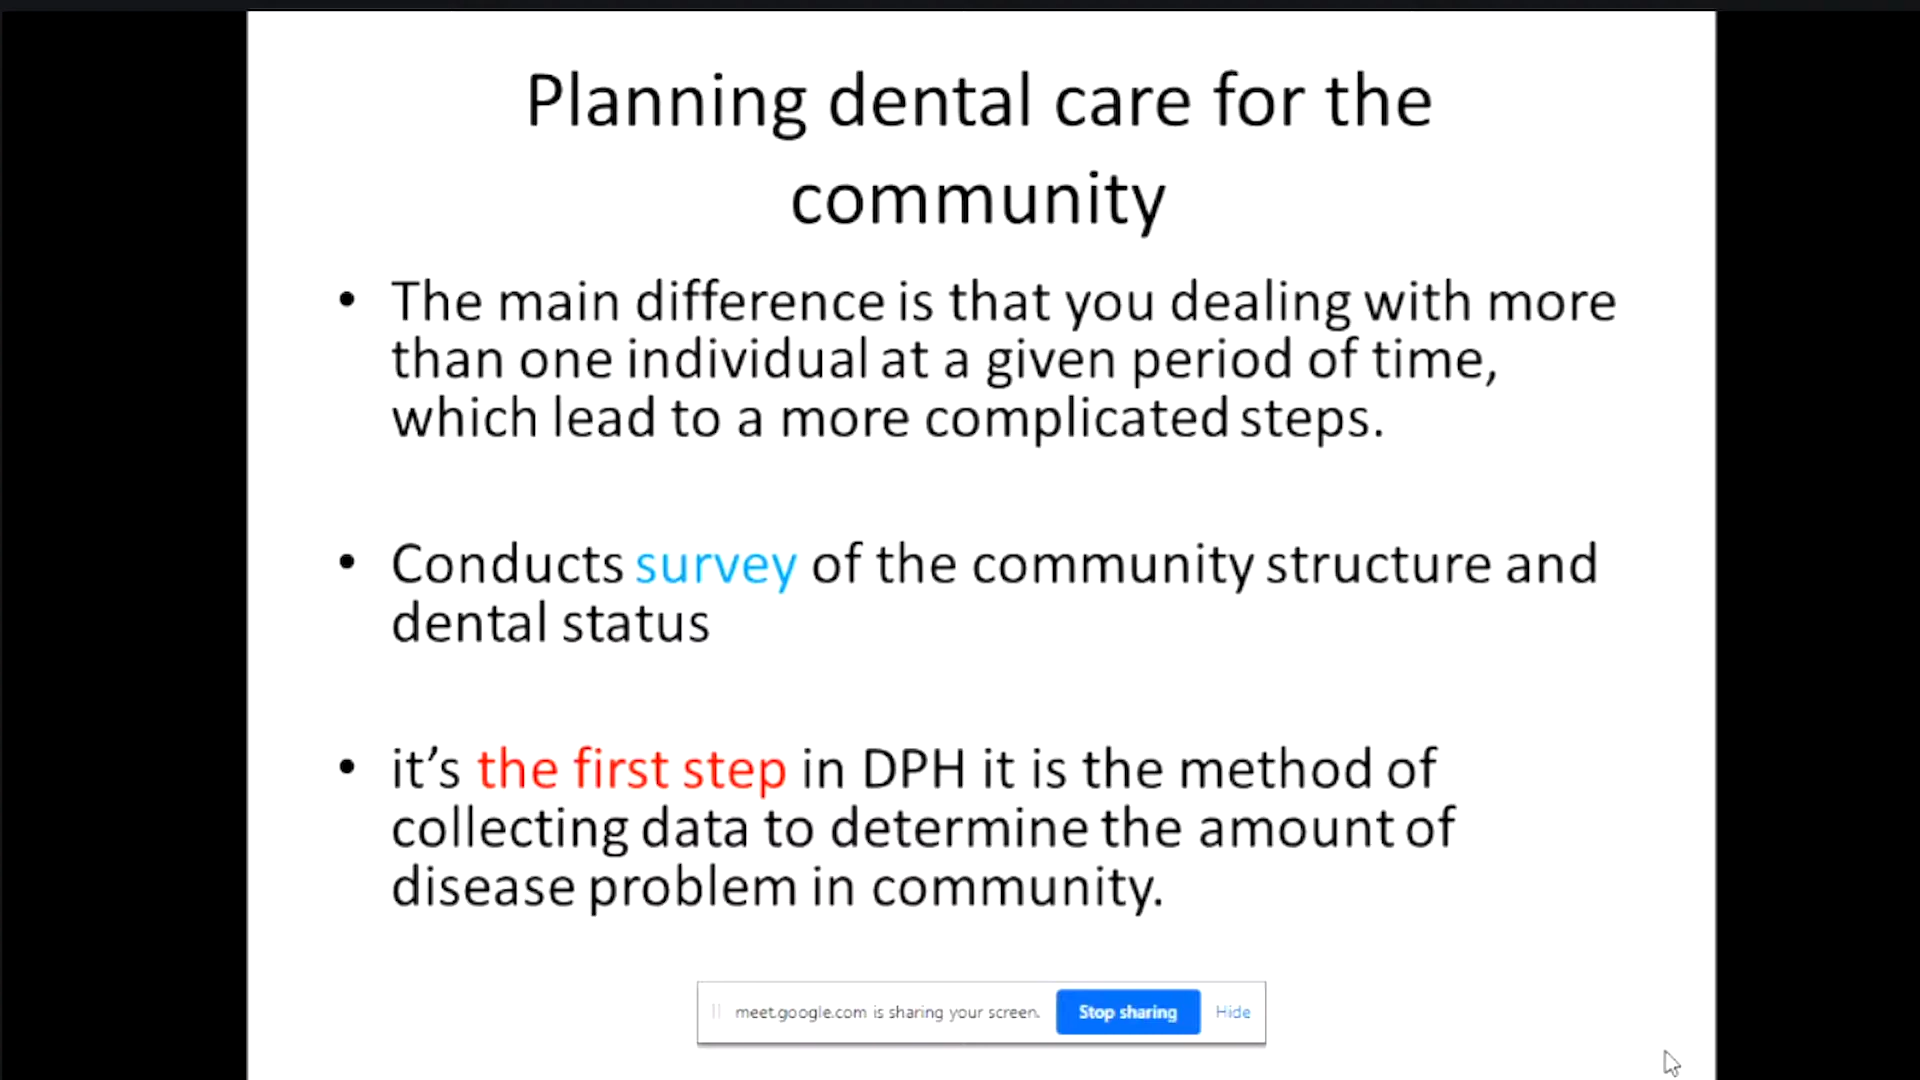 Planning dental care for the
community
• The main difference is that you dealing with more
than one individual at a given period of time,
which lead to a more complicated steps.
• Conducts survey of the community structure and
dental status
• it’s the first step in DPH it is the method of
collecting data to determine the amount of
disease problem in community.
meet.google.com is sharing your screen. Stop sharing Hide